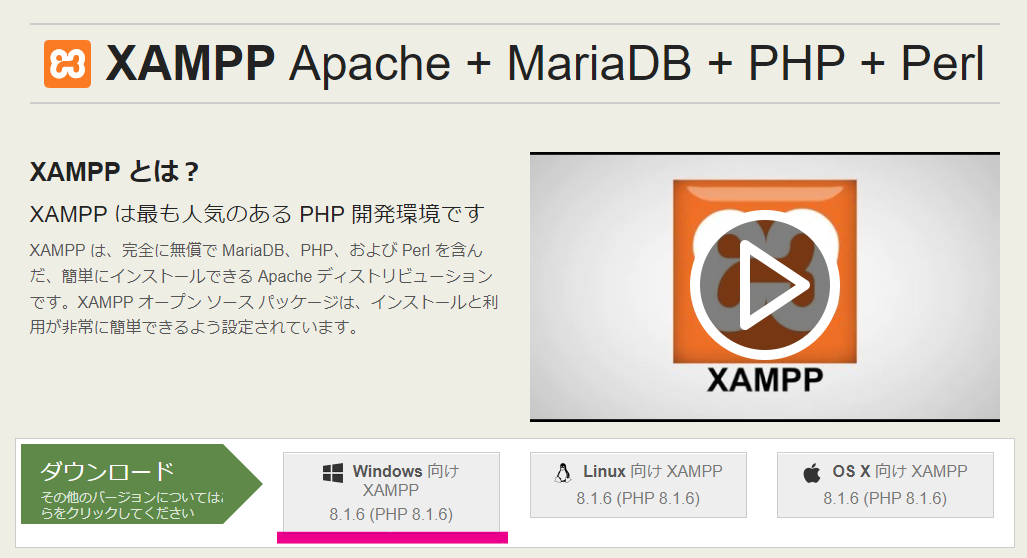 XAMPP Apache + MariaDB + PHP + Perl
XAMPP とは？
XAMPP は最も人気のある PHP 開発環境です
XAMPP は、完全に無償で MariaDB、PHP、および Perl を含ん
だ、簡単にインストールできる Apache ディストリビューション
です。XAMPP オープン ソース パッケージは、インストールと利
用が非常に簡単できるよう設定されています。
XAMPP
ダウンロード
その他のバージョンについては
らをクリックしてください
Windows 向け
XAMPP
8.1.6 (PHP 8.1.6)
Linux 向け XAMPP
8.1.6 (PHP 8.1.6)
OS X 向け XAMPP
8.1.6 (PHP 8.1.6)